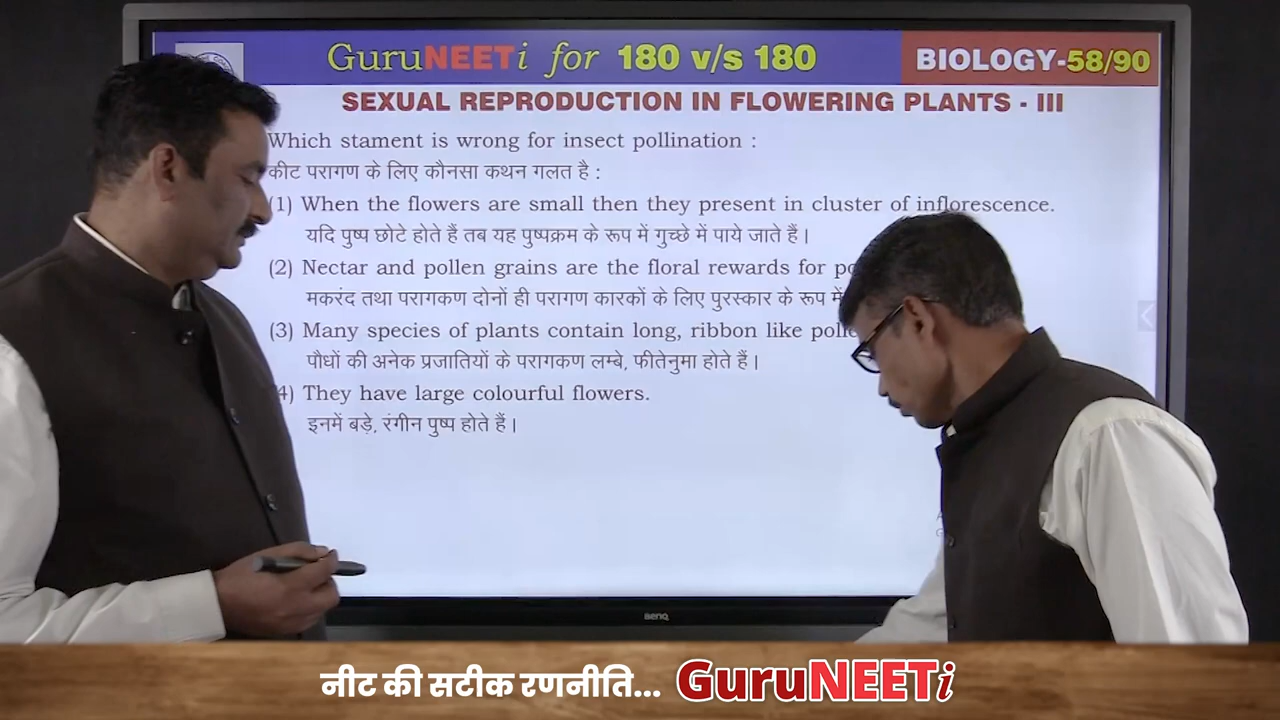 GuruNEETi for 180 v/s 180
BIOLOGY-58/90
SEXUAL REPRODUCTION IN FLOWERING PLANTS - III
Which stament is wrong for insect pollination :
कीट परागण के लिए कौनसा कथन गलत है :
(1) When the flowers are small then they present in cluster of inflorescence.
यदि पुष्प छोटे होते हैं तब यह पुष्पक्रम के रूप में गुच्छे में पाये जाते हैं।
(2) Nectar and pollen grains are the floral rewards for
मकरंद तथा परागकण दोनों ही परागण कारकों के लिए पुरस्कार के रूप में
(3) Many species of plants contain long, ribbon like
पौधों की अनेक प्रजातियों के परागकण लम्बे, फीतेनुमा होते हैं।
4) They have large colourful flowers.
इनमें बड़े, रंगीन पुष्प होते हैं।
BenQ
नीट की सटीक रणनीति... GuruNEETi